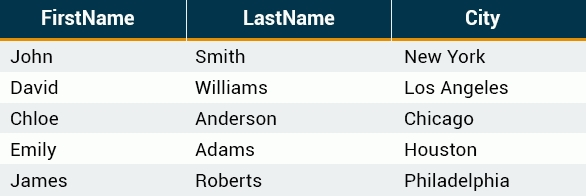 FirstName LastName City
John Smith New York
David Williams Los Angeles
Chloe Anderson Chicago
Emily Adams Houston
James Roberts Philadelphia